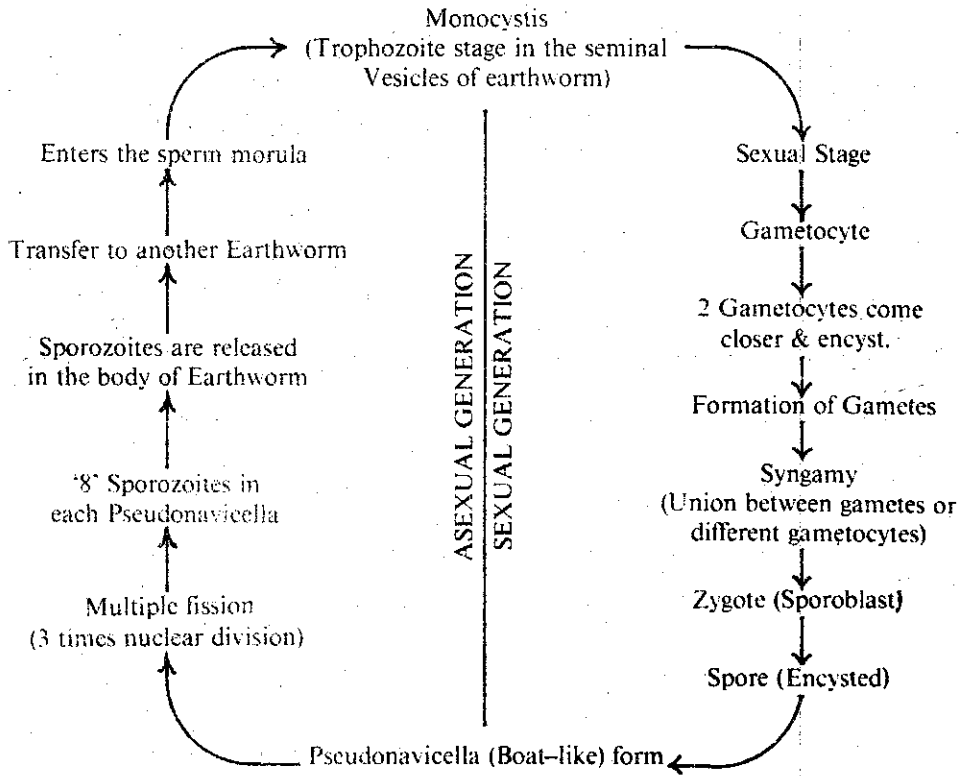 Monocystis
(Trophozoite stage in the seminal
Vesicles of earthworm)
Sexual Stage
Gametocyte
2 Gametocytes come
closer & encyst.
Formation of Gametes
Syngamy
(Union between gametes or
different gametocytes)
Zygote (Sporoblast)
Spore (Encysted)
Pseudonavicella (Boat-like) form
Multiple fission
(3 times nuclear division)
'8' Sporozoites in
each Pseudonavicella
Sporozoites are released
in the body of Earthworm
Transfer to another Earthworm
Enters the sperm morula
ASEXUAL GENERATION
SEXUAL GENERATION